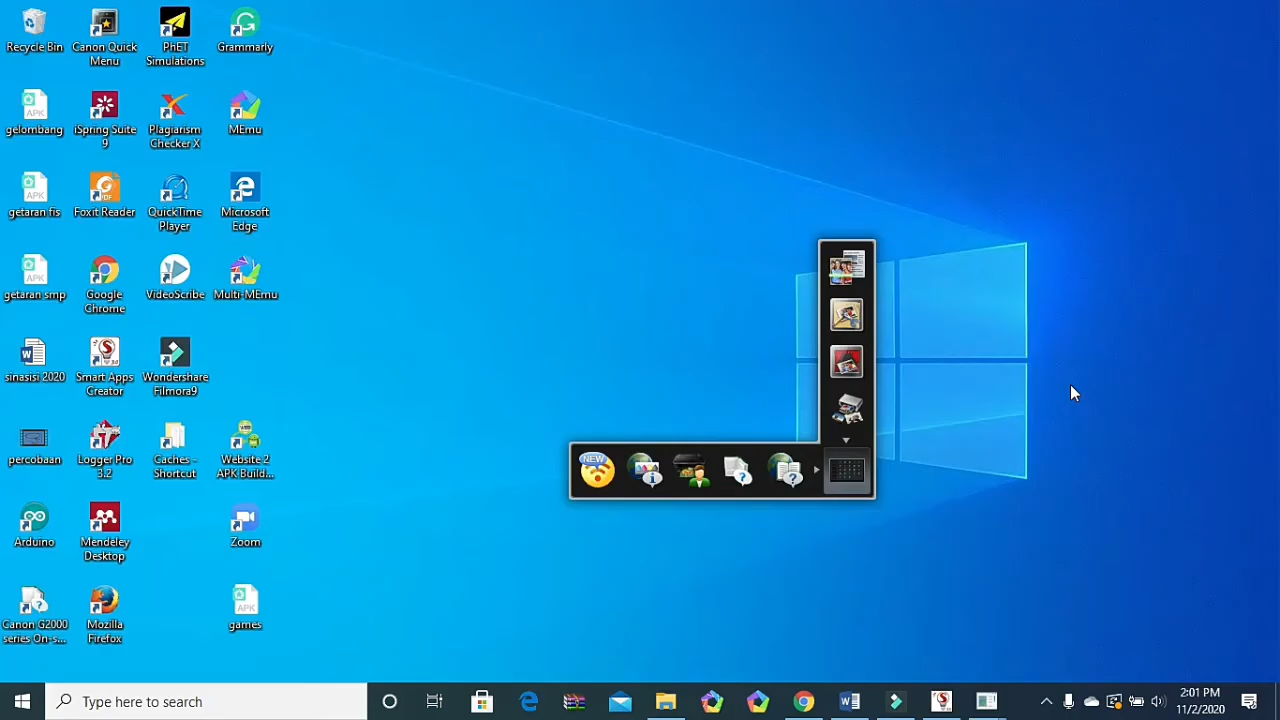 Recycle Bin
Canon Quick
Menu
PhET
Simulations
Grammarly
gelombang
iSpring Suite
9
Plagiarism
Checker X
MEmu
getaran fis
Foxit Reader
QuickTime
Player
Microsoft
Edge
getaran smp
Google
Chrome
VideoScribe
Multi-MEmu
sinasisi 2020
Smart Apps
Creator
Wondershare
Filmora9
percobaan
Logger Pro
3.2
Caches -
Shortcut
Website 2
APK Build...
Arduino
Mendeley
Desktop
Zoom
Canon G2000
series On-s...
Mozilla
Firefox
games
NEW
Type here to search
2:01 PM
11/2/2020